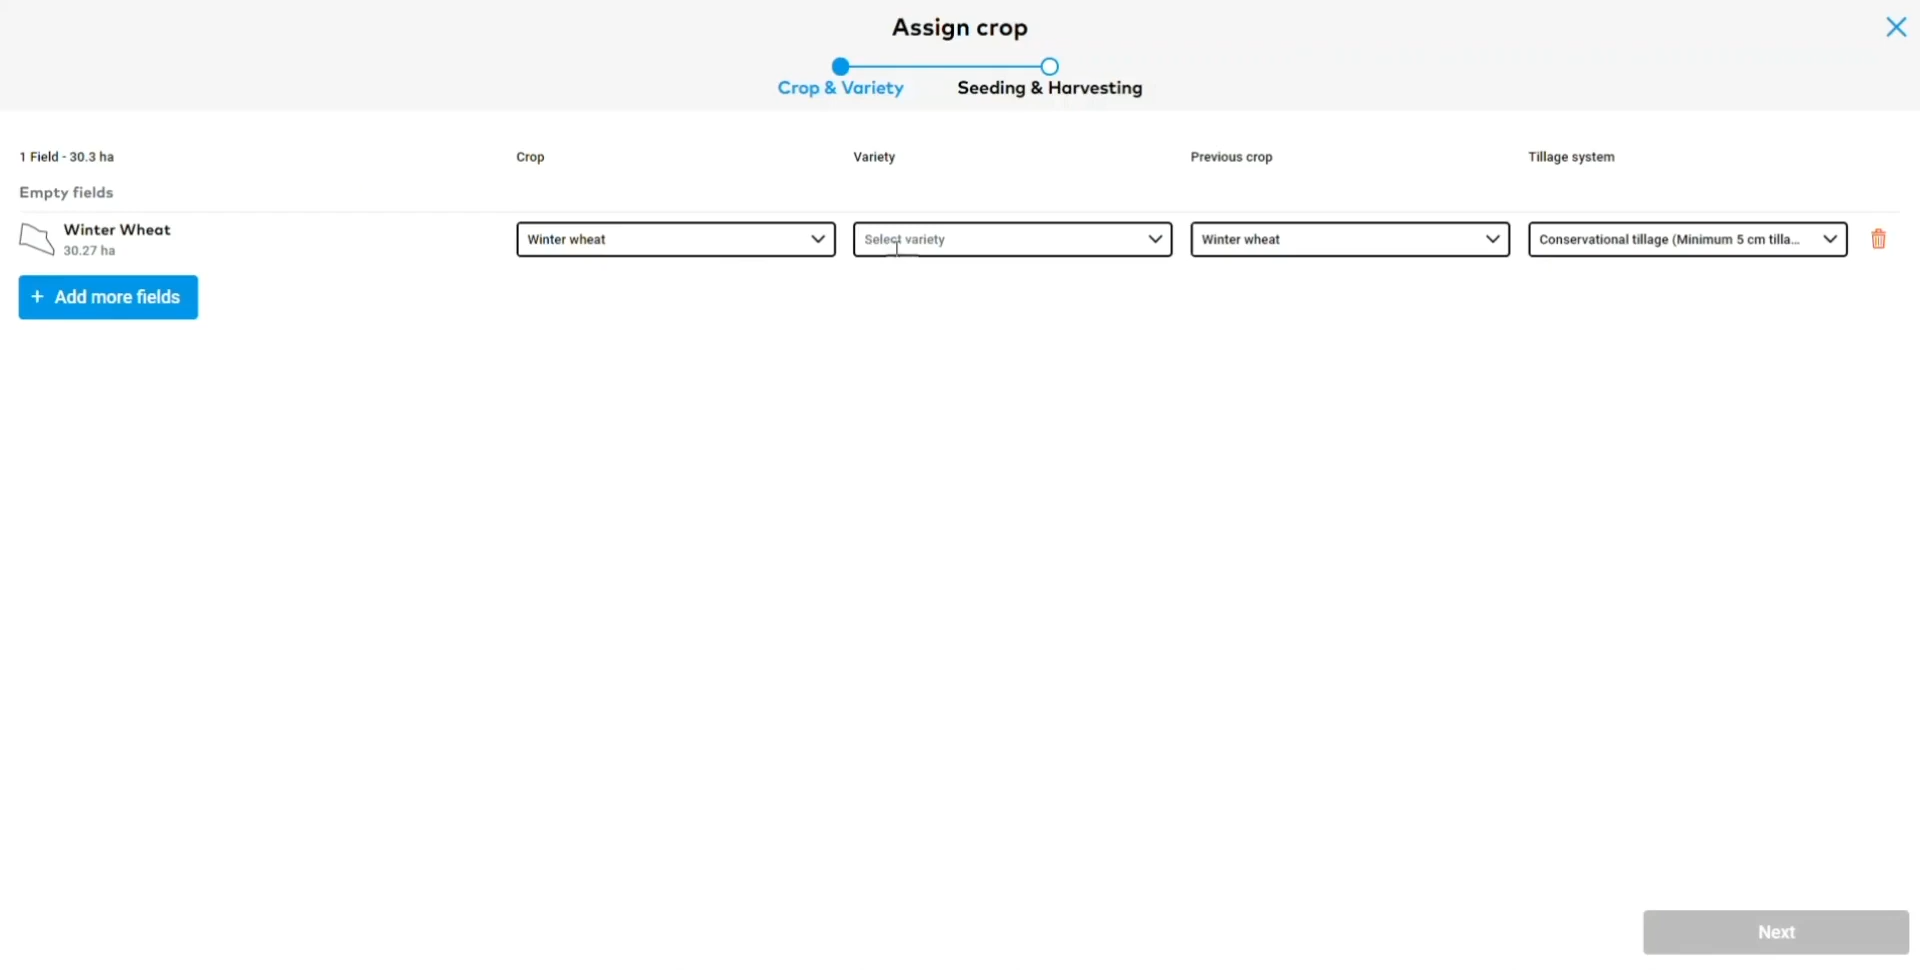 Assign crop
Crop & Variety
Seeding & Harvesting
1 Field - 30.3 ha
Crop
Variety
Previous crop
Tillage system
Empty fields
Winter Wheat
30.27 ha
Winter wheat
Select variety
Winter wheat
Conservational tillage (Minimum 5 cm tilla...
+ Add more fields
Next